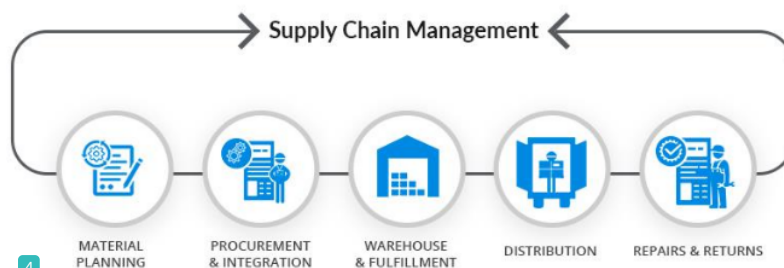 Supply Chain Management
MATERIAL
PLANNING
PROCUREMENT
& INTEGRATION
WAREHOUSE
& FULFILLMENT
DISTRIBUTION
REPAIRS & RETURNS
4